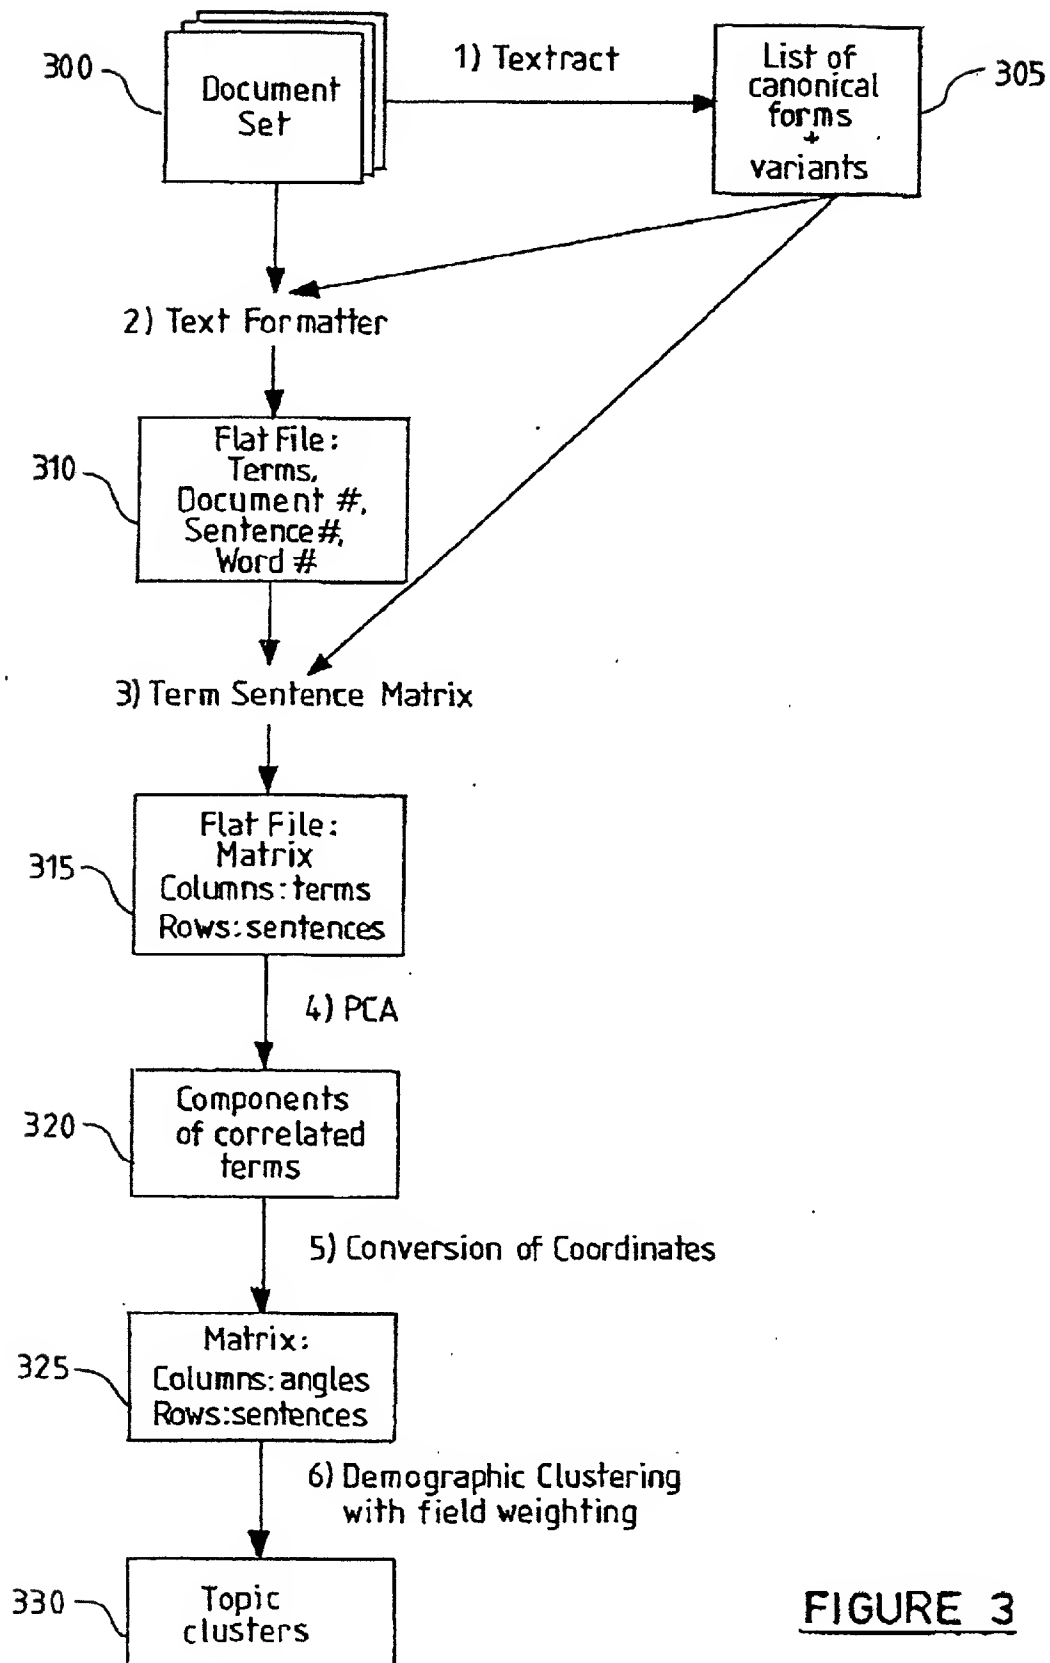 300
Document
Set
1) Textract
List of
canonical
forms
+
variants
305
2) Text Formatter
310
Flat File:
Terms,
Document #,
Sentence#,
Word #
3) Term Sentence Matrix
315
Flat File:
Matrix
Columns:terms
Rows:sentences
4) PCA
320
Components
of correlated
terms
5) Conversion of Coordinates
325
Matrix:
Columns:angles
Rows:sentences
6) Demographic Clustering
with field weighting
330
Topic
clusters
FIGURE 3